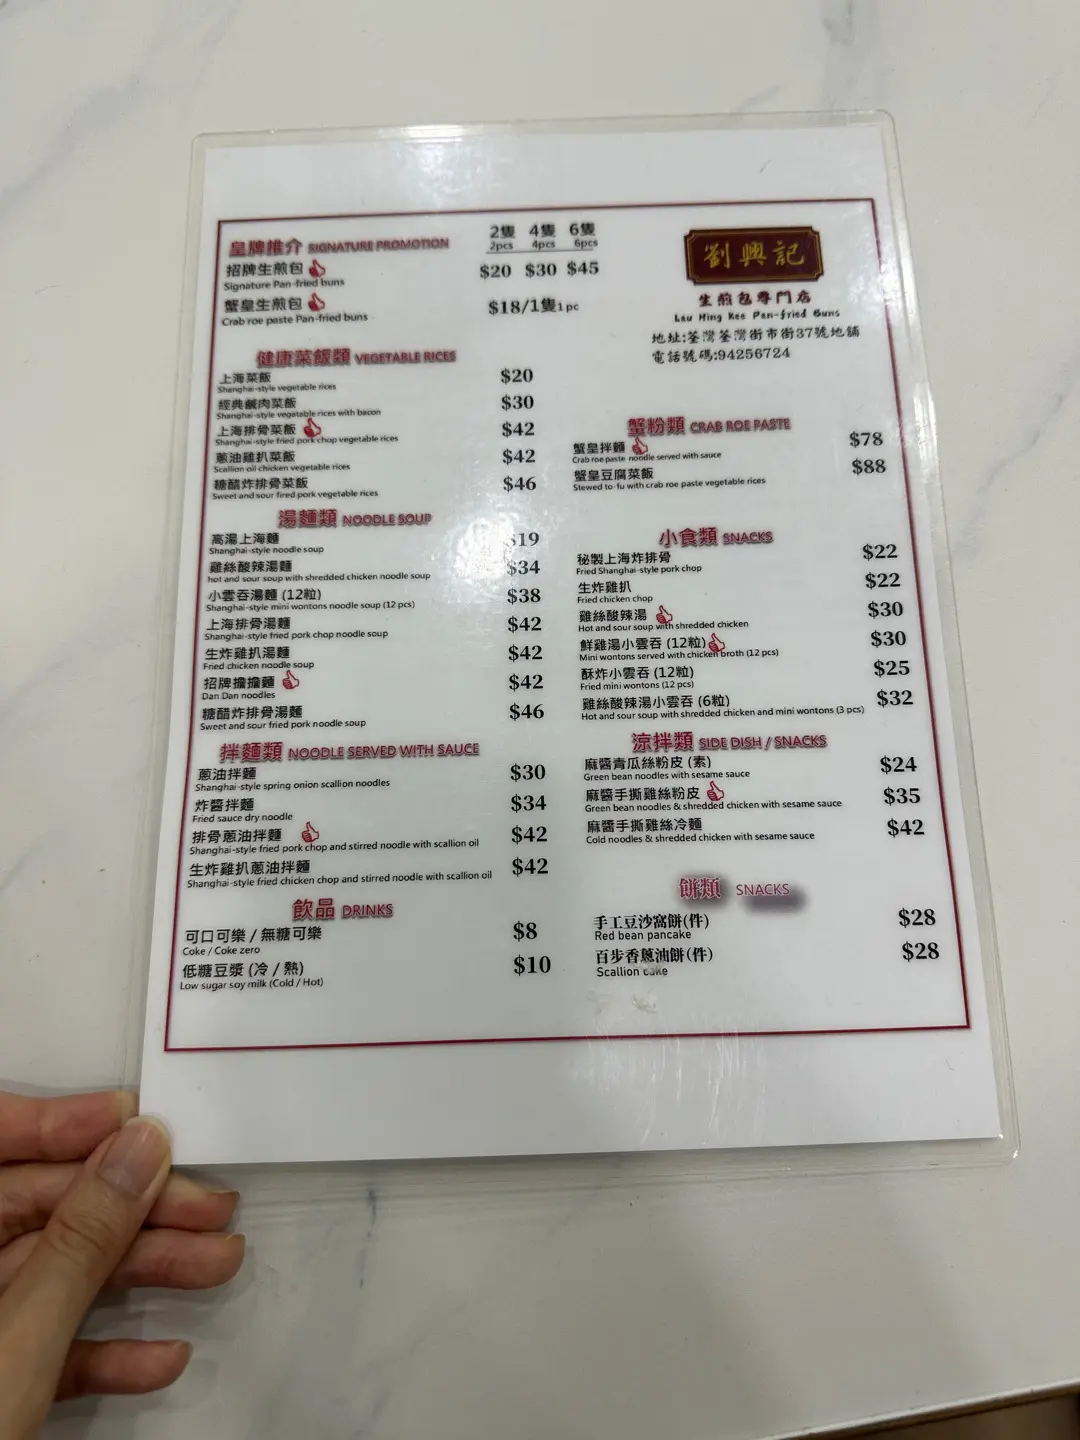 皇牌推介 SIGNATURE PROMOTION
2隻 4隻 6隻
2pcs 4pcs 6pcs
招牌生煎包 $20 $30 $45
Signature Pan-fried buns
蟹皇生煎包 $18/1隻1pc
Crab roe paste Pan-fried buns
劉興記
生煎包專門店
Lau Hing Kee Pan-fried Buns
地址:荃灣荃灣街市街37號地舖
電話號碼:94256724
健康菜飯類 VEGETABLE RICES
上海菜飯 $20
Shanghai-style vegetable rices
經典鹹肉菜飯 $30
Shanghai-style vegatable rices with bacon
上海排骨菜飯 $42
Shanghai-style fried pork chop vegetable rices
蔥油雞扒菜飯 $42
Scallion oil chicken vegetable rices
糖醋炸排骨菜飯 $46
Sweet and sour fired pork vegetable rices
湯麵類 NOODLE SOUP
高湯上海麵 $19
Shanghai-style noodle soup
雞絲酸辣湯麵 $34
hot and sour soup with shredded chicken noodle soup
小雲吞湯麵 (12粒) $38
Shanghai-style mini wontons noodle soup (12 pcs)
上海排骨湯麵 $42
Shanghai-style fried pork chop noodle soup
生炸雞扒湯麵 $42
Fried chicken noodle soup
招牌擔擔麵 $42
Dan Dan noodles
糖醋炸排骨湯麵 $46
Sweet and sour fried pork noodle soup
拌麵類 NOODLE SERVED WITH SAUCE
蔥油拌麵 $30
Shanghai-style spring onion scallion noodles
炸醬拌麵 $34
Fried sauce dry noodle
排骨蔥油拌麵 $42
Shanghai-style fried pork chop and stirred noodle with scallion oil
生炸雞扒蔥油拌麵 $42
Shanghai-style fried chicken chop and stirred noodle with scallion oil
飲品 DRINKS
可口可樂 / 無糖可樂 $8
Coke / Coke zero
低糖豆漿 (冷 / 熱) $10
Low sugar soy milk (Cold / Hot)
蟹粉類 CRAB ROE PASTE
蟹皇拌麵 $78
Crab roe paste noodle served with sauce
蟹皇豆腐菜飯 $88
Stewed to-fu with crab roe paste vegetable rices
小食類 SNACKS
秘製上海炸排骨 $22
Fried Shanghai-style pork chop
生炸雞扒 $22
Fried chicken chop
雞絲酸辣湯 $30
Hot and sour soup with shredded chicken
鮮雞湯小雲吞 (12粒) $30
Mini wontons served with chicken broth (12 pcs)
酥炸小雲吞 (12粒) $25
Fried mini wontons (12 pcs)
雞絲酸辣湯小雲吞 (6粒) $32
Hot and sour soup with shredded chicken and mini wontons (3 pcs)
涼拌類 SIDE DISH / SNACKS
麻醬青瓜絲粉皮 (素) $24
Green bean noodles with sesame sauce
麻醬手撕雞絲粉皮 $35
Green bean noodles & shredded chicken with sesame sauce
麻醬手撕雞絲冷麵 $42
Cold noodles & shredded chicken with sesame sauce
餅類 SNACKS
手工豆沙窩餅(件) $28
Red bean pancake
百步香蔥油餅(件) $28
Scallion cake